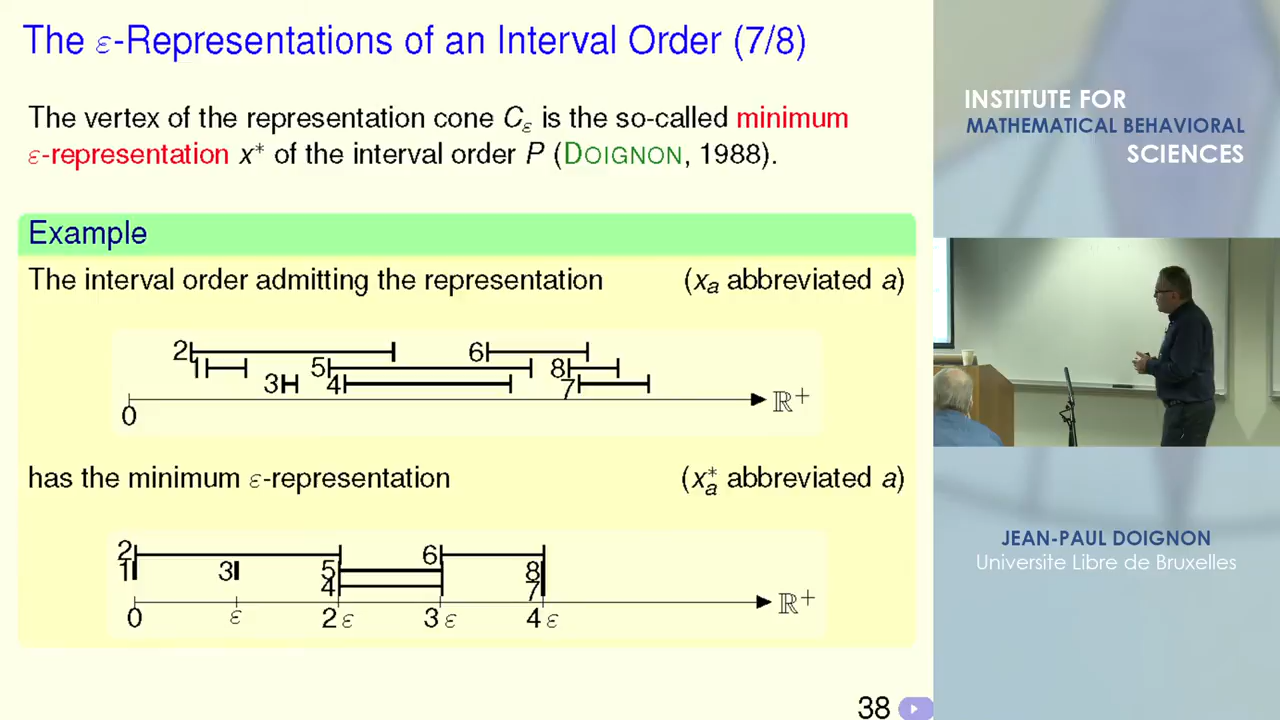 The ε-Representations of an Interval Order (7/8)
The vertex of the representation cone Cε is the so-called minimum
ε-representation x* of the interval order P (DOIGNON, 1988).
Example
The interval order admitting the representation (xa abbreviated a)
2 6
1 5 8
3 4 7
0 ℝ+
has the minimum ε-representation (x*a abbreviated a)
2 6
1 3 5 8
4 7
0 ε 2ε 3ε 4ε ℝ+
38
INSTITUTE FOR
MATHEMATICAL BEHAVIORAL
SCIENCES
JEAN-PAUL DOIGNON
Universite Libre de Bruxelles